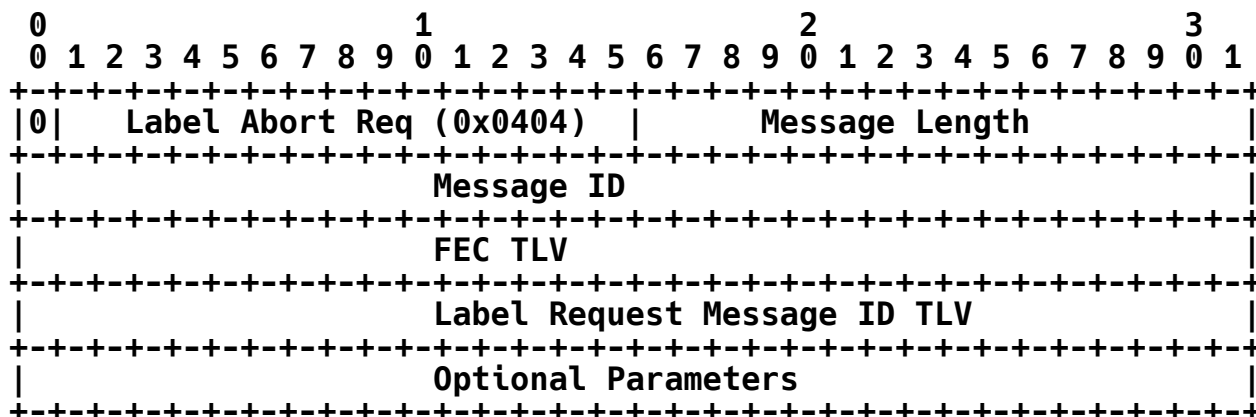 0                   1                   2                   3
 0 1 2 3 4 5 6 7 8 9 0 1 2 3 4 5 6 7 8 9 0 1 2 3 4 5 6 7 8 9 0 1
+-+-+-+-+-+-+-+-+-+-+-+-+-+-+-+-+-+-+-+-+-+-+-+-+-+-+-+-+-+-+-+-+
|0|   Label Abort Req (0x0404)  |      Message Length           |
+-+-+-+-+-+-+-+-+-+-+-+-+-+-+-+-+-+-+-+-+-+-+-+-+-+-+-+-+-+-+-+-+
|                     Message ID                                |
+-+-+-+-+-+-+-+-+-+-+-+-+-+-+-+-+-+-+-+-+-+-+-+-+-+-+-+-+-+-+-+-+
|                     FEC TLV                                   |
+-+-+-+-+-+-+-+-+-+-+-+-+-+-+-+-+-+-+-+-+-+-+-+-+-+-+-+-+-+-+-+-+
|                     Label Request Message ID TLV              |
+-+-+-+-+-+-+-+-+-+-+-+-+-+-+-+-+-+-+-+-+-+-+-+-+-+-+-+-+-+-+-+-+
|                     Optional Parameters                       |
+-+-+-+-+-+-+-+-+-+-+-+-+-+-+-+-+-+-+-+-+-+-+-+-+-+-+-+-+-+-+-+-+